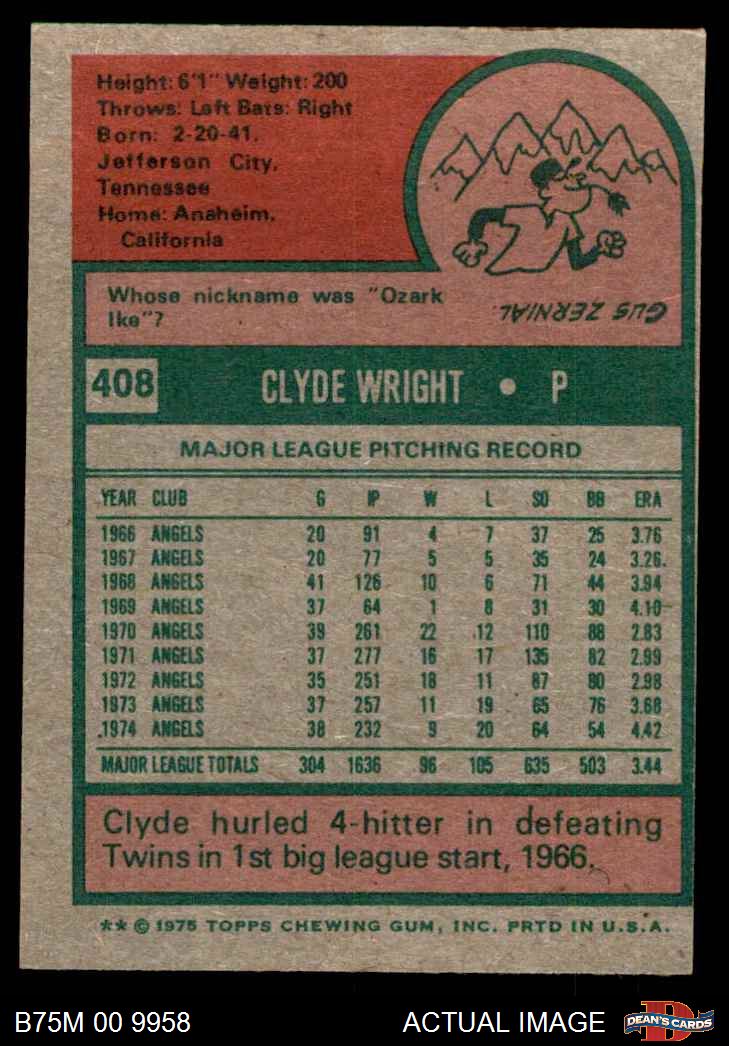 Height: 6'1" Weight: 200
Throws: Left Bats: Right
Born: 2-20-41.
Jefferson City,
Tennessee
Home: Anaheim,
California
Whose nickname was "Ozark
Ike"?
GUS ZERNIAL
408 CLYDE WRIGHT • P
MAJOR LEAGUE PITCHING RECORD
YEAR CLUB G IP W L SO BB ERA
1966 ANGELS 20 91 4 7 37 25 3.76
1967 ANGELS 20 77 5 5 35 24 3.26
1968 ANGELS 41 126 10 6 71 44 3.94
1969 ANGELS 37 64 1 8 31 30 4.10
1970 ANGELS 39 261 22 12 110 88 2.83
1971 ANGELS 37 277 16 17 135 82 2.99
1972 ANGELS 35 251 18 11 87 80 2.98
1973 ANGELS 37 257 11 19 65 76 3.68
1974 ANGELS 38 232 9 20 64 54 4.42
MAJOR LEAGUE TOTALS 304 1636 96 105 635 503 3.44
Clyde hurled 4-hitter in defeating
Twins in 1st big league start, 1966.
** © 1975 TOPPS CHEWING GUM, INC. PRTD IN U.S.A.
B75M 00 9958 ACTUAL IMAGE
D
DEAN'S CARDS